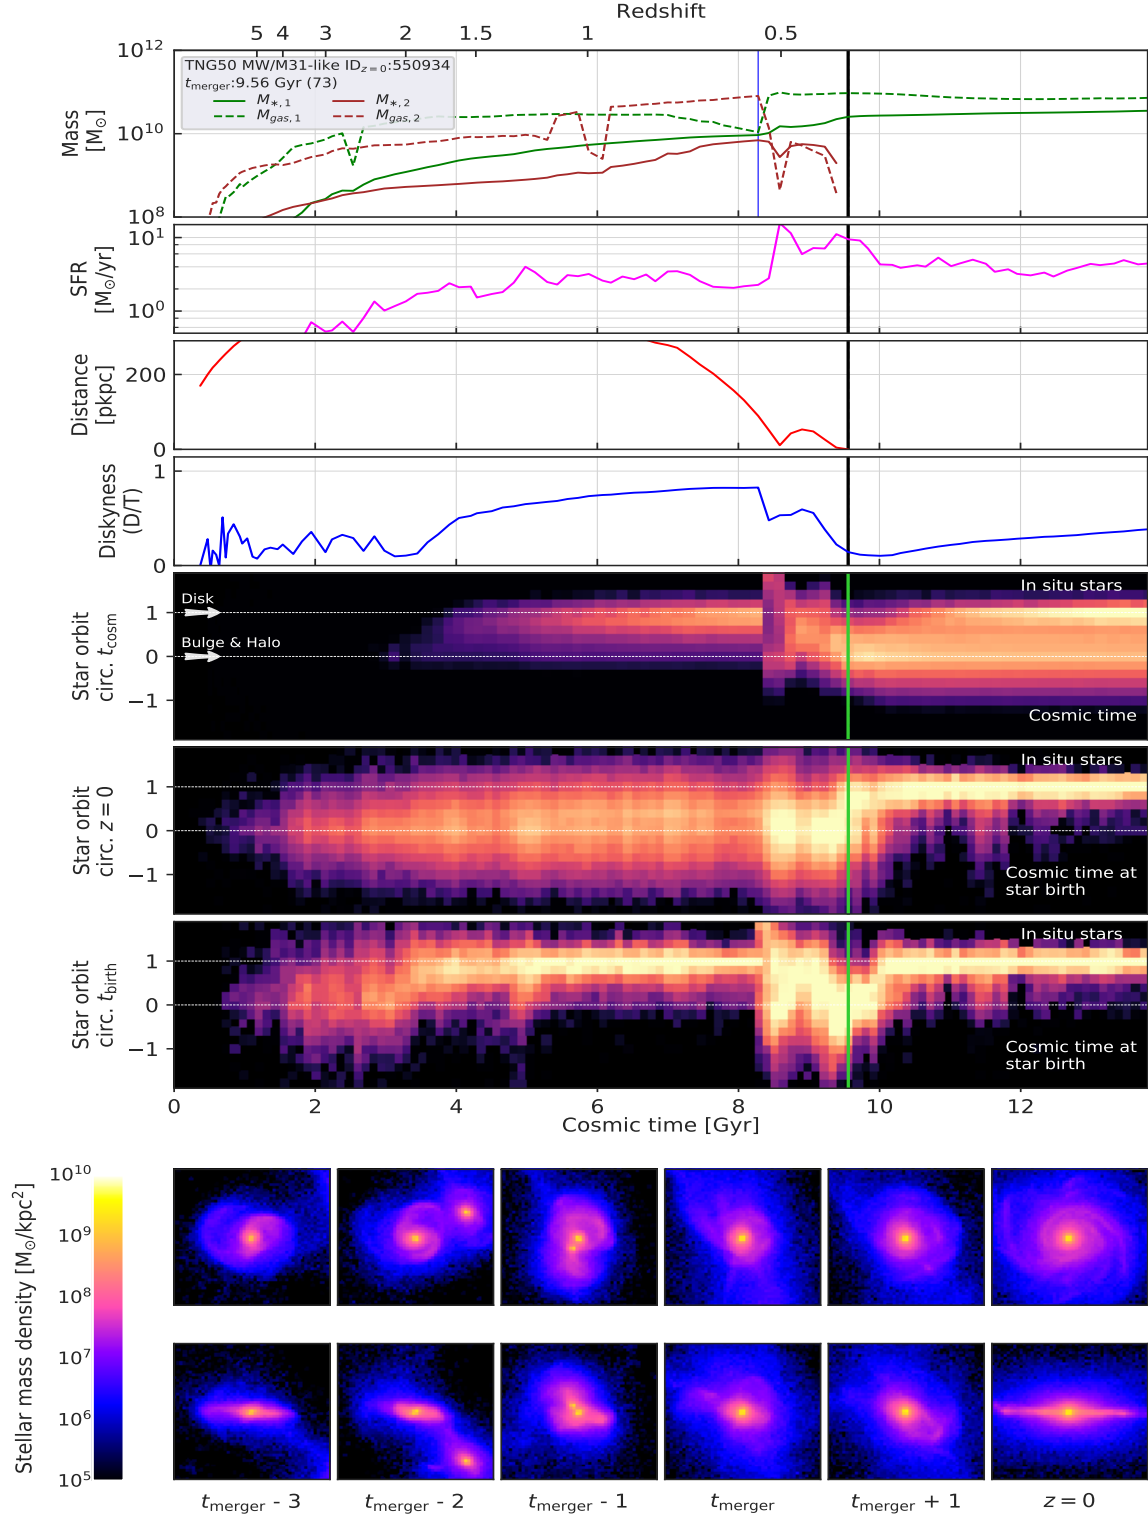 Redshift
5 4 3 2 1.5 1 0.5
10^12
10^10
10^8
Mass
[M_⊙]
TNG50 MW/M31-like ID_{z=0}:550934
t_merger:9.56 Gyr (73)
M_{*,1} M_{*,2}
M_{gas,1} M_{gas,2}
10^1
10^0
SFR
[M_⊙/yr]
200
0
Distance
[pkpc]
1
0
Diskyness
(D/T)
Star orbit
circ. t_cosm
1
0
−1
Disk
Bulge & Halo
In situ stars
Cosmic time
Star orbit
circ. z = 0
1
0
−1
In situ stars
Cosmic time at
star birth
Star orbit
circ. t_birth
1
0
−1
In situ stars
Cosmic time at
star birth
0 2 4 6 8 10 12
Cosmic time [Gyr]
Stellar mass density [M_⊙/kpc^2]
10^10
10^9
10^8
10^7
10^6
10^5
t_merger - 3 t_merger - 2 t_merger - 1 t_merger t_merger + 1 z = 0